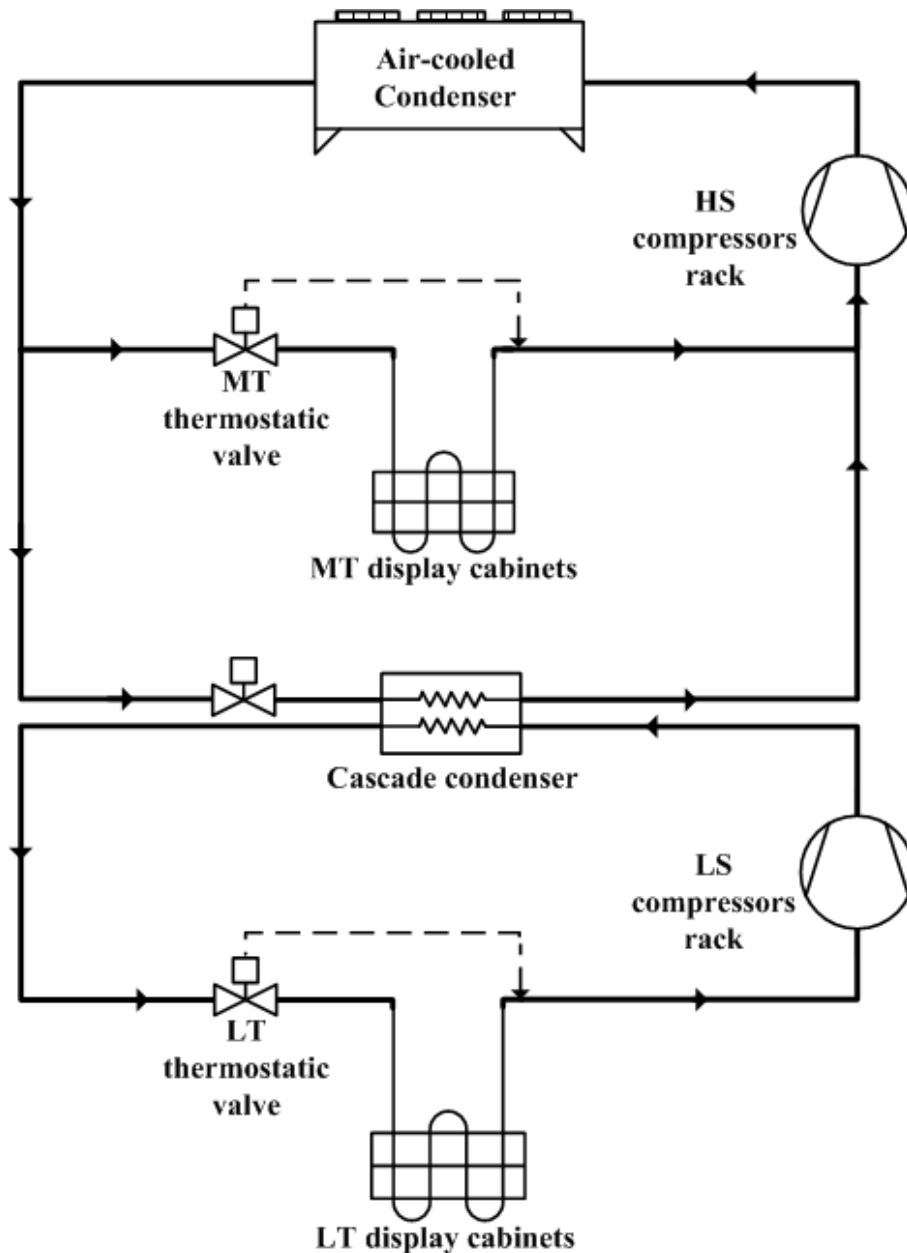 Air-cooled
Condenser
HS
compressors
rack
MT
thermostatic
valve
MT display cabinets
Cascade condenser
LS
compressors
rack
LT
thermostatic
valve
LT display cabinets